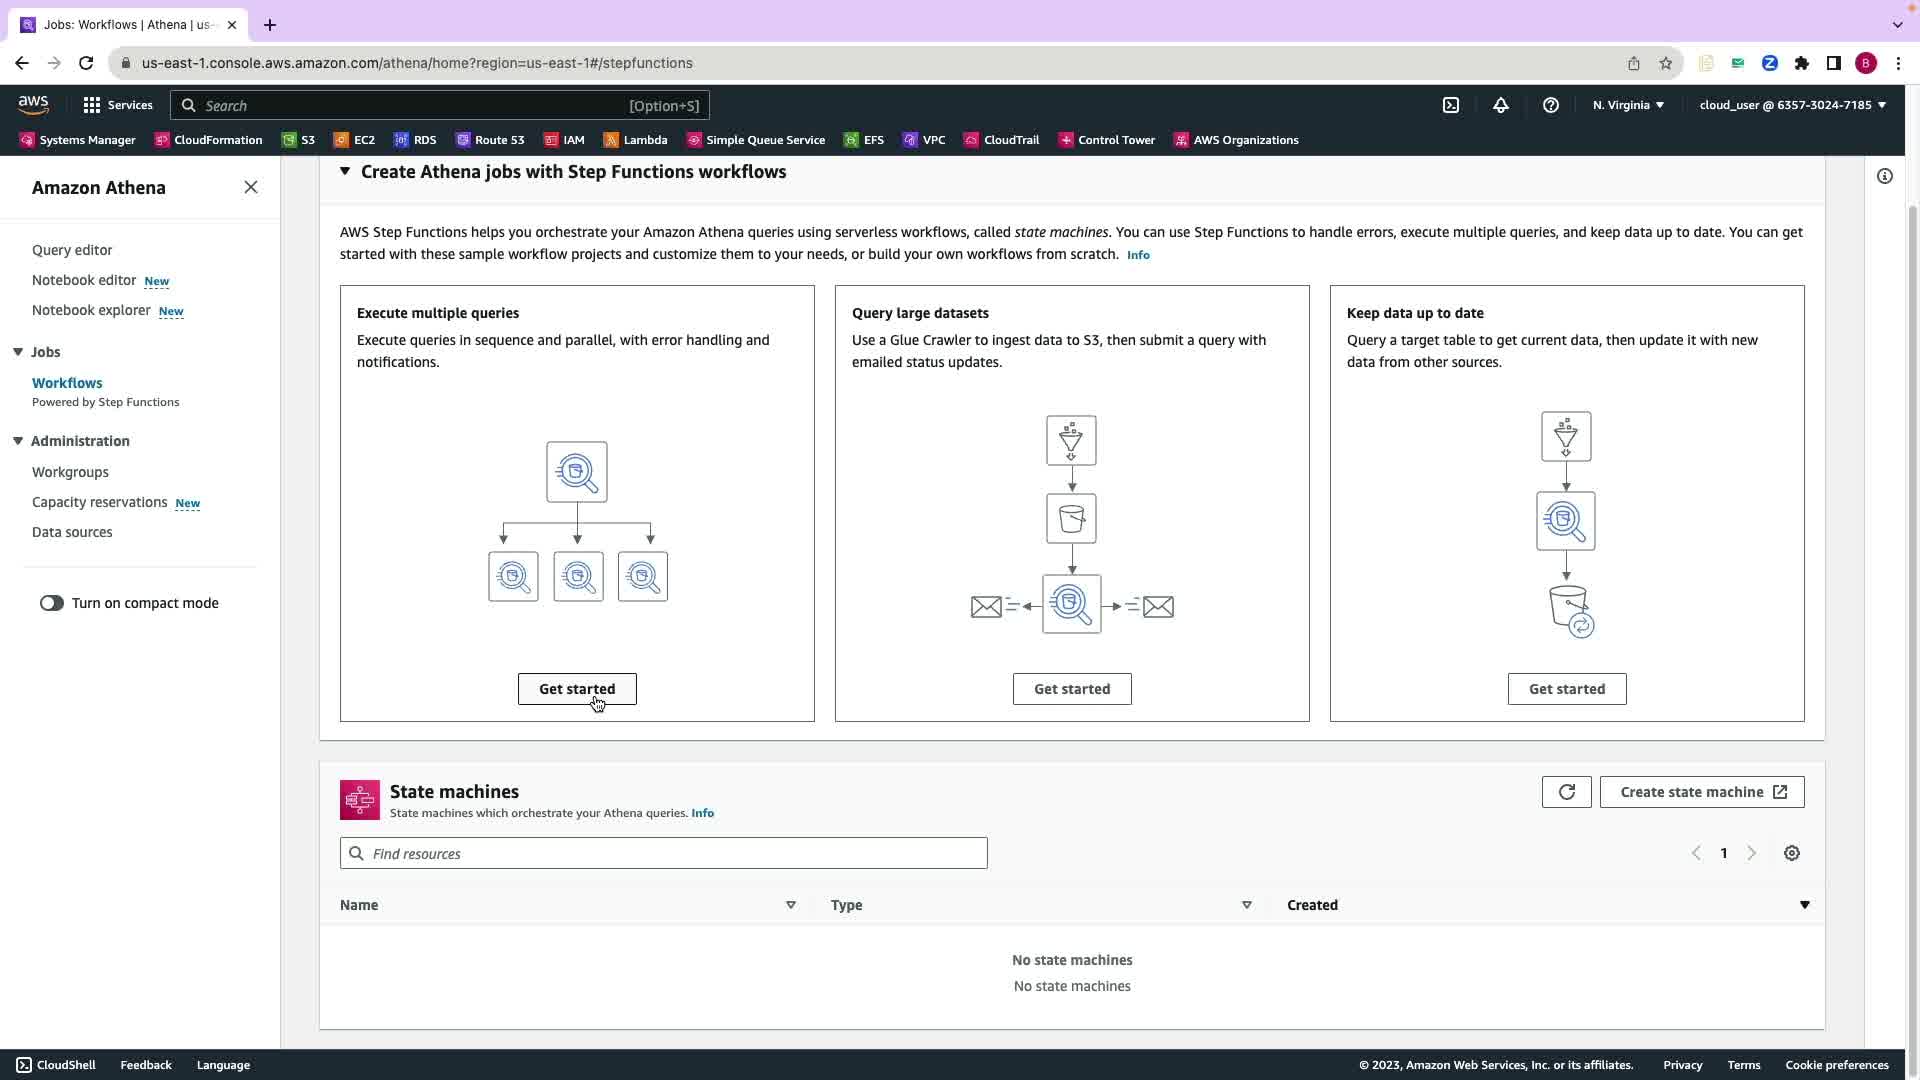 Jobs: Workflows | Athena | us-
us-east-1.console.aws.amazon.com/athena/home?region=us-east-1#/stepfunctions
B
aws
Services
Search
[Option+S]
N. Virginia
cloud_user @ 6357-3024-7185
Systems Manager
CloudFormation
S3
EC2
RDS
Route 53
IAM
Lambda
Simple Queue Service
EFS
VPC
CloudTrail
Control Tower
AWS Organizations
Amazon Athena
Query editor
Notebook editor New
Notebook explorer New
Jobs
Workflows
Powered by Step Functions
Administration
Workgroups
Capacity reservations New
Data sources
Turn on compact mode
Create Athena jobs with Step Functions workflows
AWS Step Functions helps you orchestrate your Amazon Athena queries using serverless workflows, called state machines. You can use Step Functions to handle errors, execute multiple queries, and keep data up to date. You can get
started with these sample workflow projects and customize them to your needs, or build your own workflows from scratch. Info
Execute multiple queries
Execute queries in sequence and parallel, with error handling and
notifications.
Get started
Query large datasets
Use a Glue Crawler to ingest data to S3, then submit a query with
emailed status updates.
Get started
Keep data up to date
Query a target table to get current data, then update it with new
data from other sources.
Get started
State machines
State machines which orchestrate your Athena queries. Info
Create state machine
Find resources
1
Name
Type
Created
No state machines
No state machines
CloudShell
Feedback
Language
© 2023, Amazon Web Services, Inc. or its affiliates.
Privacy
Terms
Cookie preferences